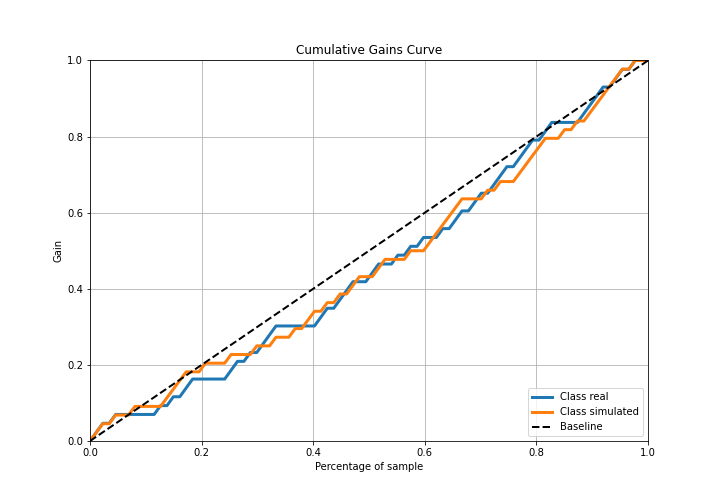 Cumulative Gains Curve
1.0
0.8
0.6
0.4
0.2
0.0
Gain
0.0 0.2 0.4 0.6 0.8 1.0
Percentage of sample
Class real
Class simulated
Baseline